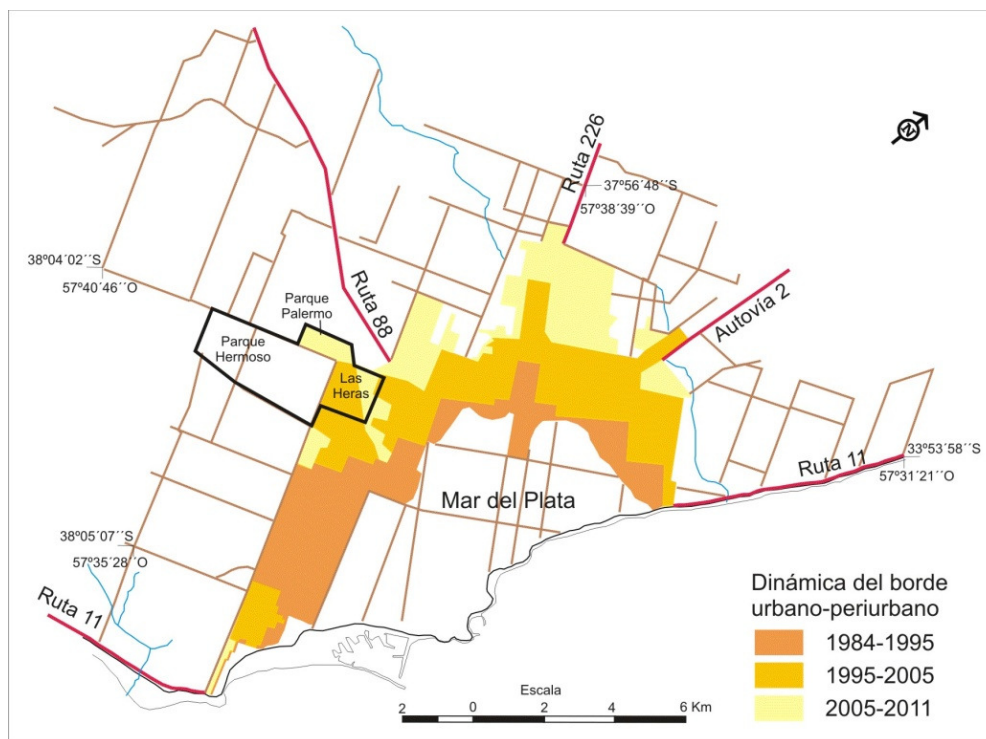 Ruta 226
N
37º56´48´´S
57º38´39´´O
38º04´02´´S
57º40´46´´O
Ruta 88
Autovía 2
Parque
Palermo
Parque
Hermoso
Las
Heras
33º53´58´´S
57º31´21´´O
Ruta 11
Mar del Plata
38º05´07´´S
57º35´28´´O
Ruta 11
Dinámica del borde
urbano-periurbano
1984-1995
1995-2005
2005-2011
Escala
2 0 2 4 6 Km